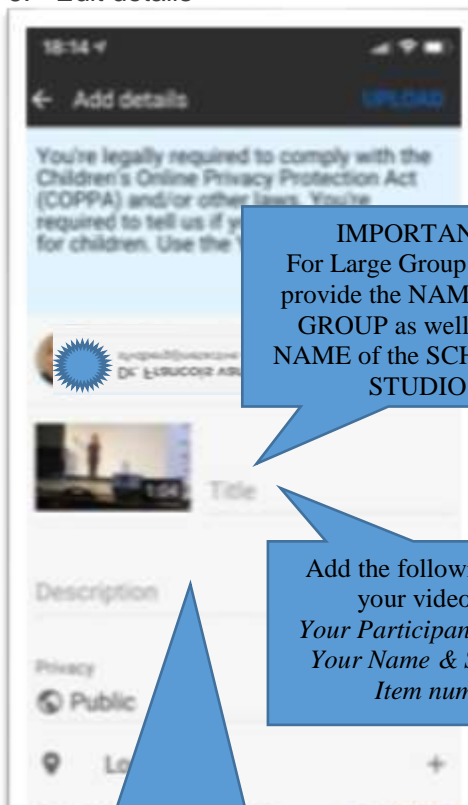 18:14
Add details UPLOAD
You're legally required to comply with the
Children's Online Privacy Protection Act
(COPPA) and/or other laws. You're
required to tell us if
for children. Use the
IMPORTAN
For Large Group
provide the NAM
GROUP as well
NAME of the SCH
STUDIO
Dr. Francois van
Title
Add the follow
your video
Your Participan
Your Name &
Item num
Description
Privacy
Public
Lo
+